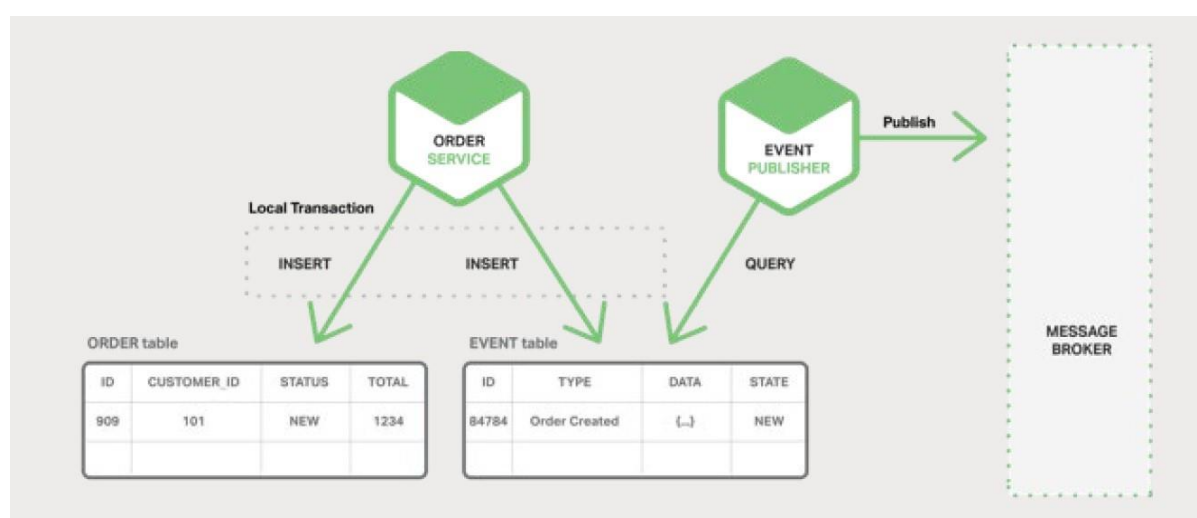 ORDER
SERVICE
EVENT
PUBLISHER
Publish
Local Transaction
INSERT
INSERT
QUERY
MESSAGE
BROKER
ORDER table
EVENT table
ID CUSTOMER_ID STATUS TOTAL
909 101 NEW 1234
ID TYPE DATA STATE
84784 Order Created {...} NEW